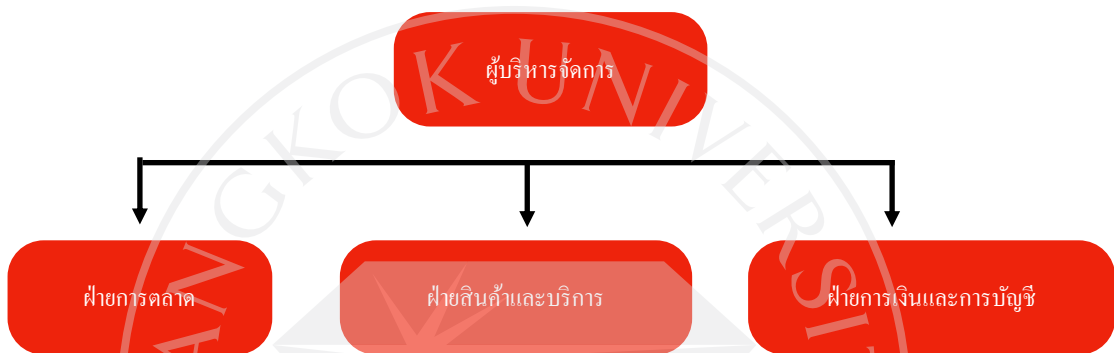 ผู้บริหารจัดการ
ฝ่ายการตลาด
ฝ่ายสินค้าและบริการ
ฝ่ายการเงินและการบัญชี
ANGKOK UNIVERSIT